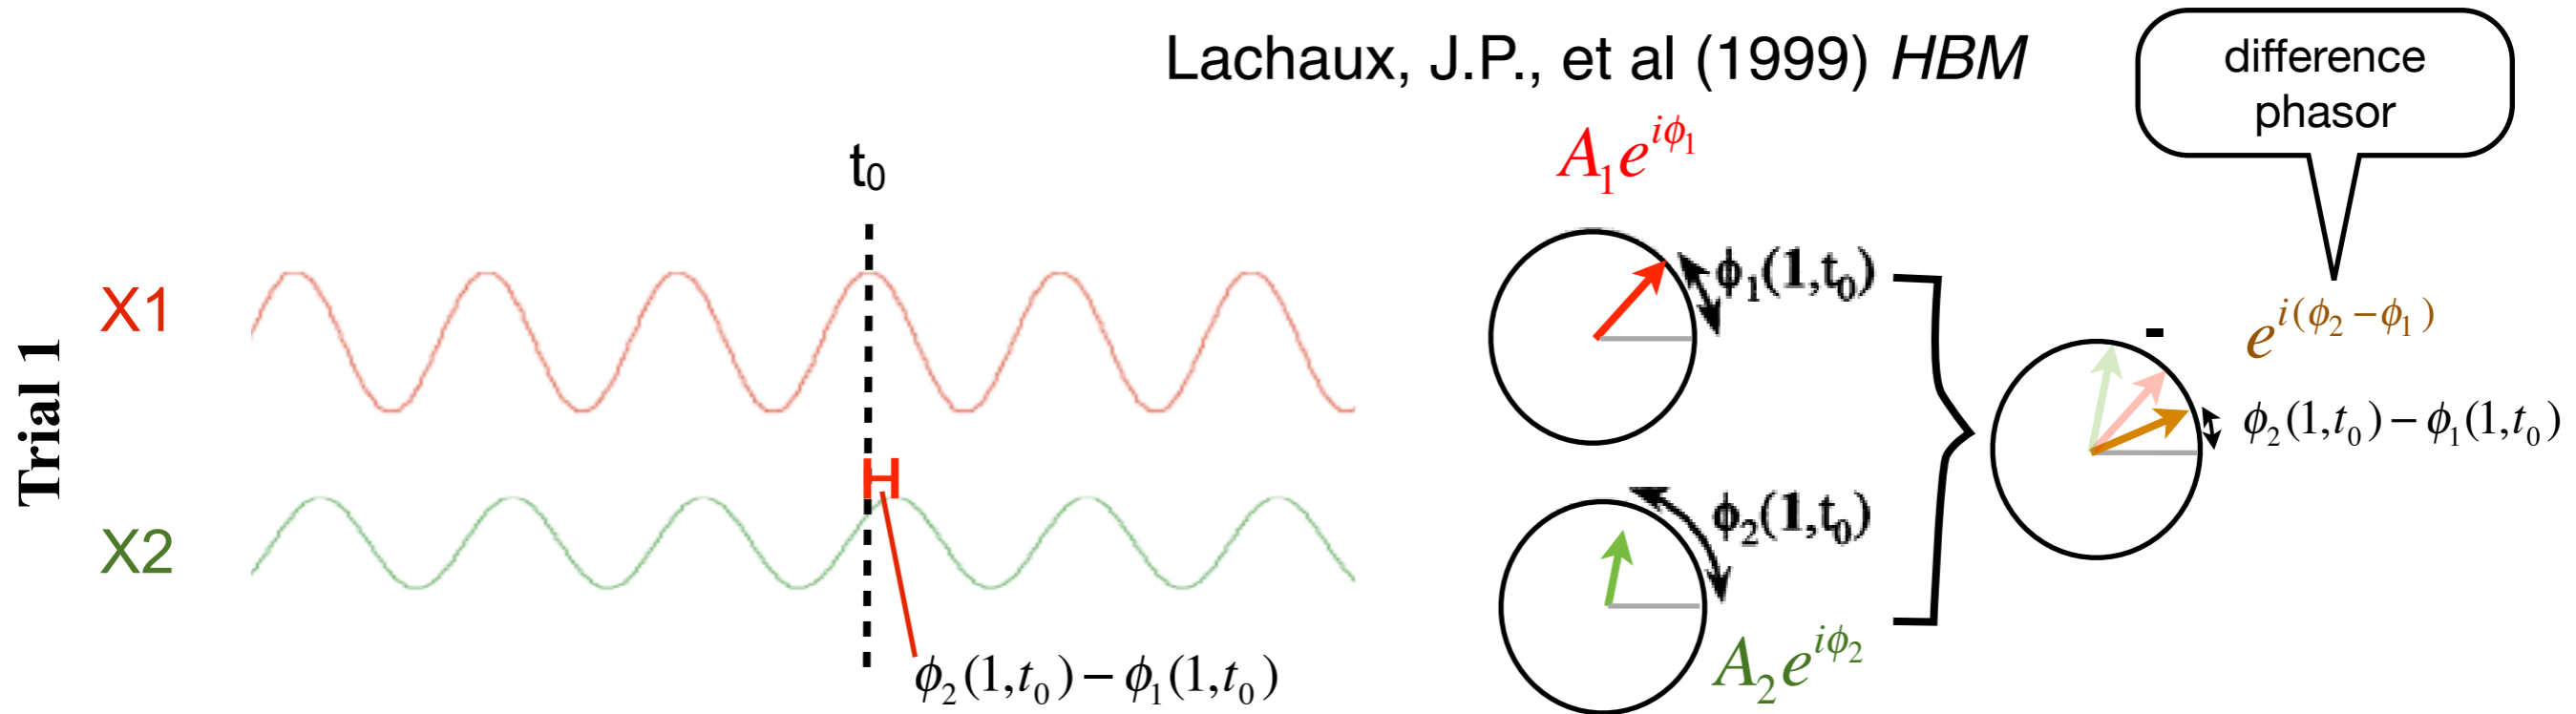 Lachaux, J.P., et al (1999) HBM
difference
phasor
t₀
A₁e^{iϕ₁}
Trial 1
X1
ϕ₁(1,t₀)
-
e^{i(ϕ₂ − ϕ₁)}
ϕ₂(1,t₀) − ϕ₁(1,t₀)
X2
ϕ₂(1,t₀)
ϕ₂(1,t₀) − ϕ₁(1,t₀)
A₂e^{iϕ₂}